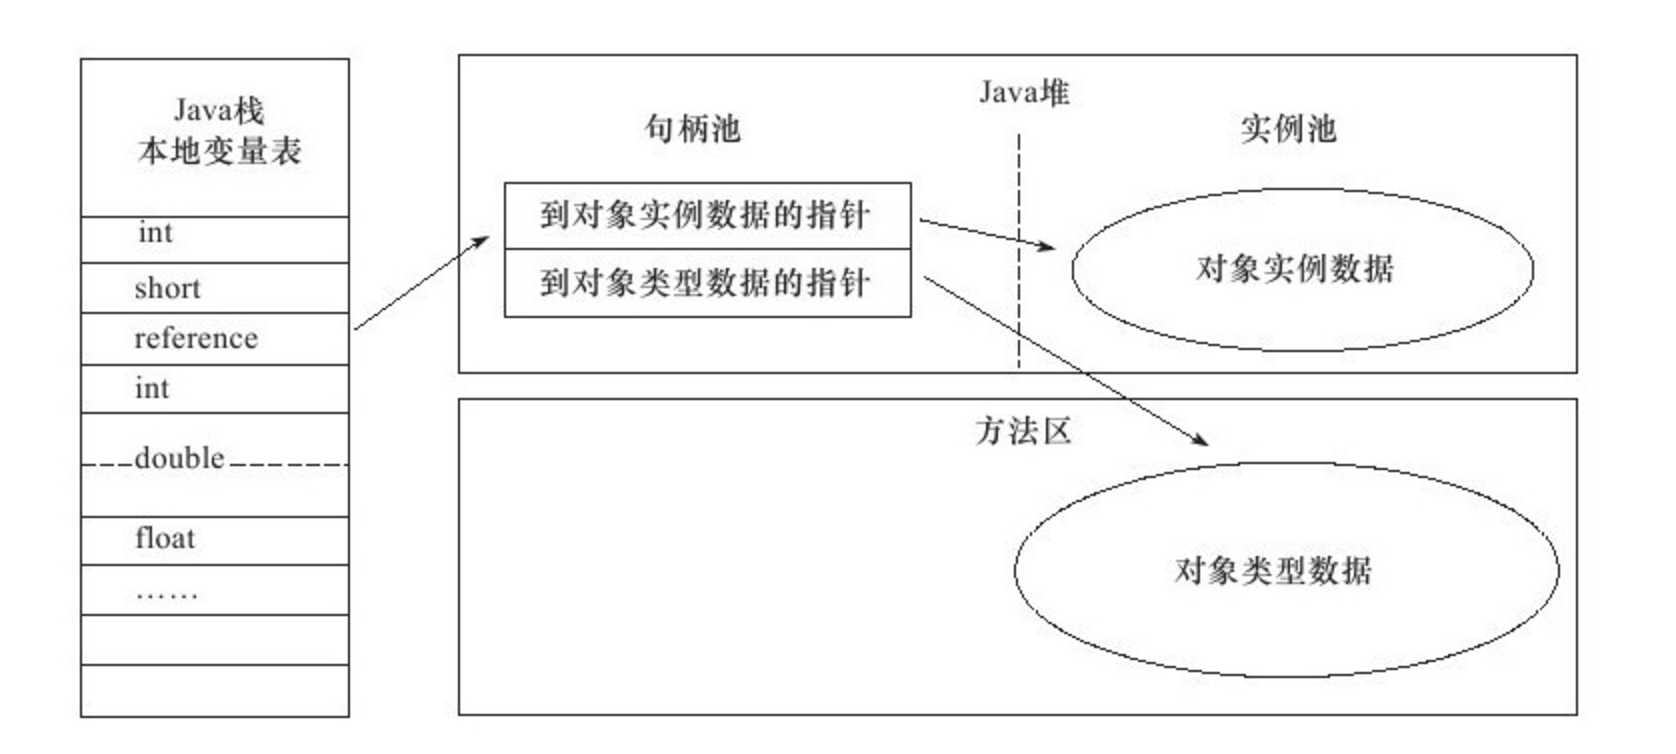 Java栈
本地变量表
int
short
reference
int
double
float
……
Java堆
句柄池
实例池
到对象实例数据的指针
到对象类型数据的指针
对象实例数据
方法区
对象类型数据